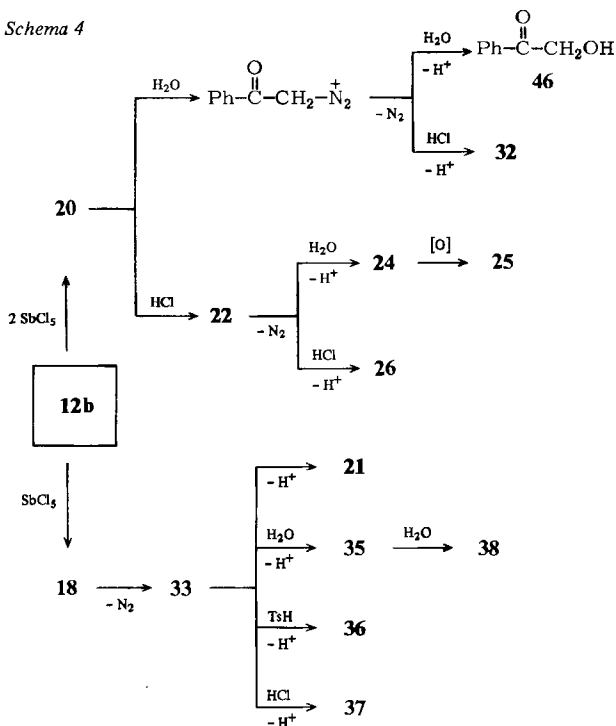 Schema 4
O
Ph-C-CH2OH
46
H2O
- H+
H2O
O
Ph-C-CH2-N2+
- N2
HCl
- H+
32
20
H2O
- H+
24
[O]
25
HCl
22
- N2
HCl
- H+
26
2 SbCl5
12b
SbCl5
- H+
21
H2O
- H+
35
H2O
38
18
- N2
33
TsH
- H+
36
HCl
- H+
37